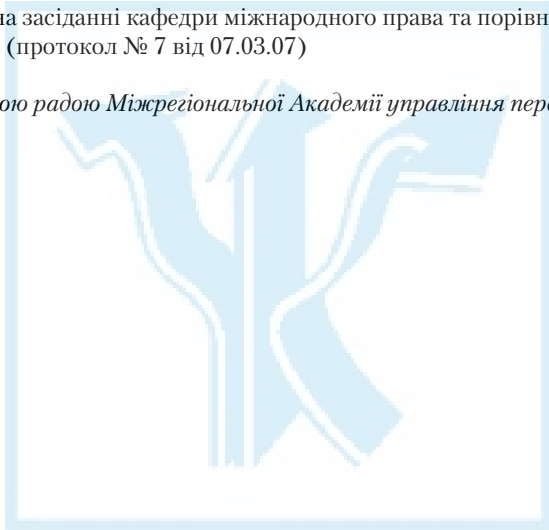 на засіданні кафедри міжнародного права та порівн
(протокол № 7 від 07.03.07)
ою радою Міжрегіональної Академії управління перс